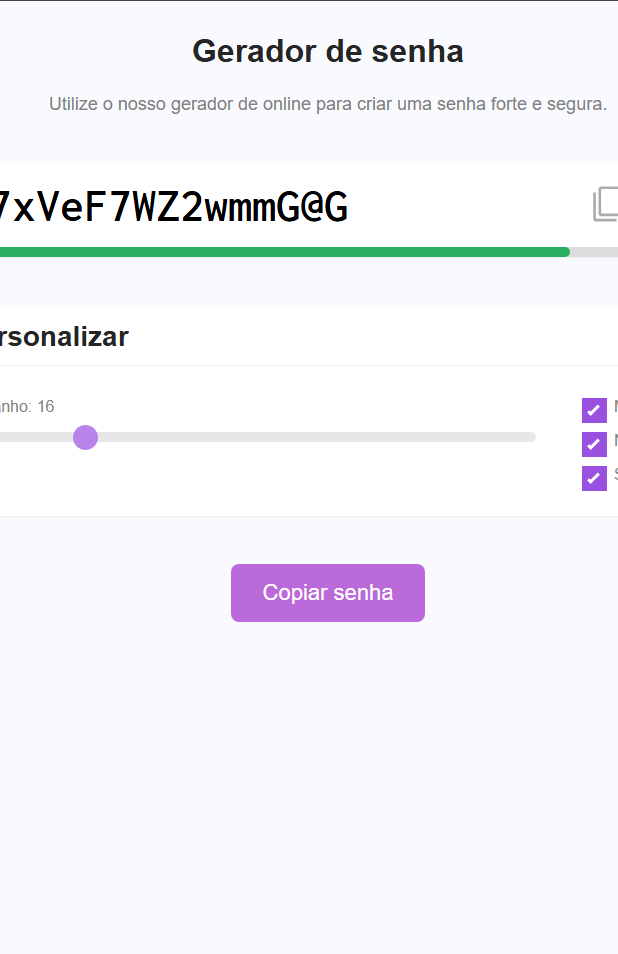 Gerador de senha
Utilize o nosso gerador de online para criar uma senha forte e segura.
7xVeF7WZ2wmmG@G
rsonalizar
nho: 16
Copiar senha